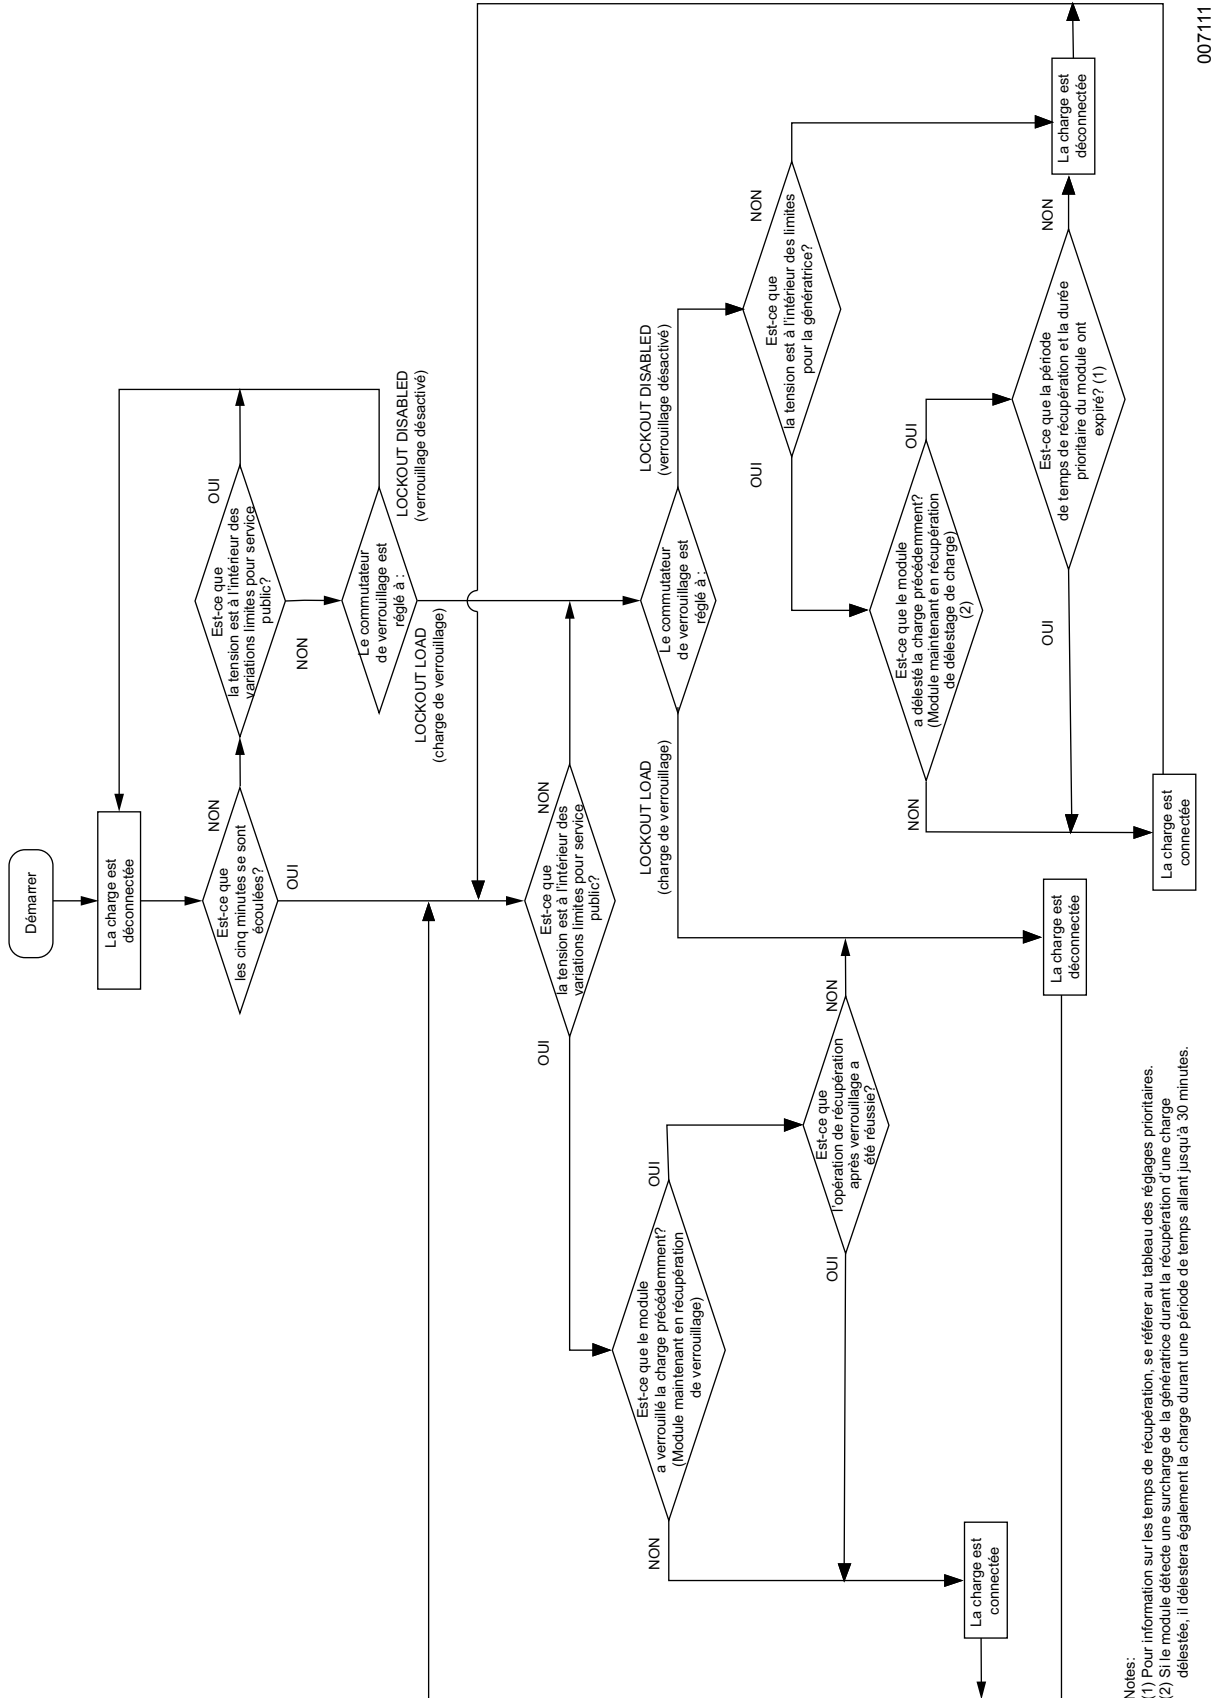 Démarrer
La charge est
déconnectée
Est-ce que
les cinq minutes se sont
écoulées?
NON
OUI
Est-ce que
la tension est à l'intérieur des
variations limites pour service
public?
OUI
NON
Le commutateur
de verrouillage est
réglé à :
LOCKOUT DISABLED
(verrouillage désactivé)
LOCKOUT LOAD
(charge de verrouillage)
Est-ce que
la tension est à l'intérieur des
variations limites pour service
public?
NON
OUI
Le commutateur
de verrouillage est
réglé à :
LOCKOUT DISABLED
(verrouillage désactivé)
LOCKOUT LOAD
(charge de verrouillage)
Est-ce que
la tension est à l'intérieur des limites
pour la génératrice?
NON
OUI
Est-ce que le module
a délesté la charge précédemment?
(Module maintenant en récupération
de délestage de charge)
(2)
OUI
NON
Est-ce que la période
de temps de récupération et la durée
prioritaire du module ont
expiré? (1)
NON
OUI
La charge est
déconnectée
La charge est
connectée
Est-ce que le module
a verrouillé la charge précédemment?
(Module maintenant en récupération
de verrouillage)
OUI
NON
Est-ce que
l'opération de récupération
après verrouillage a
été réussie?
NON
OUI
La charge est
déconnectée
La charge est
connectée
Notes:
(1) Pour information sur les temps de récupération, se référer au tableau des réglages prioritaires.
(2) Si le module détecte une surcharge de la génératrice durant la récupération d'une charge
délestée, il délestera également la charge durant une période de temps allant jusqu'à 30 minutes.
007111